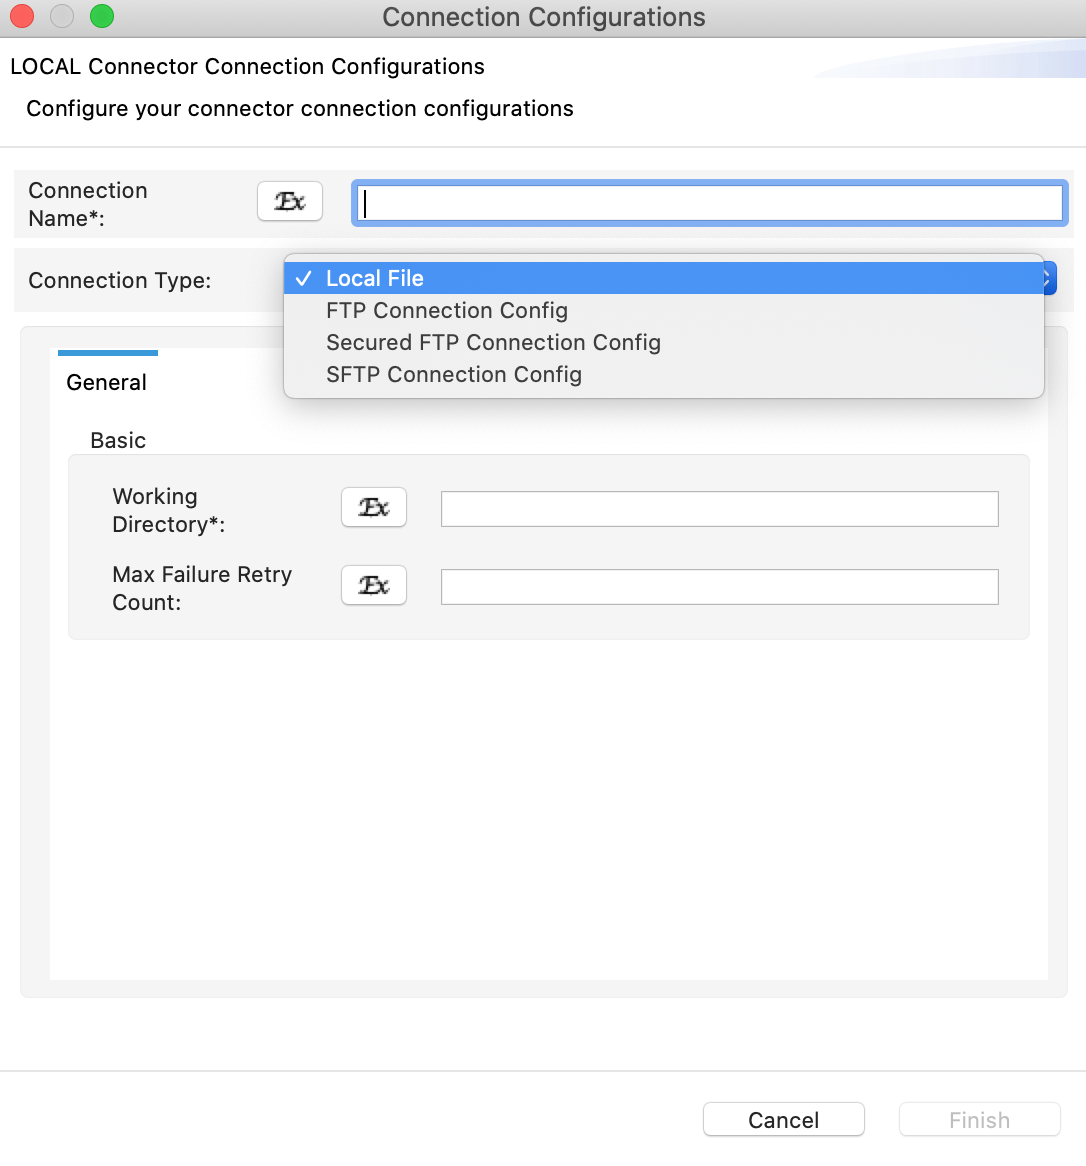 Connection Configurations
LOCAL Connector Connection Configurations
Configure your connector connection configurations
Connection
Name*:
Ex
Connection Type:
✓ Local File
FTP Connection Config
Secured FTP Connection Config
SFTP Connection Config
General
Basic
Working
Directory*:
Ex
Max Failure Retry
Count:
Ex
Cancel
Finish